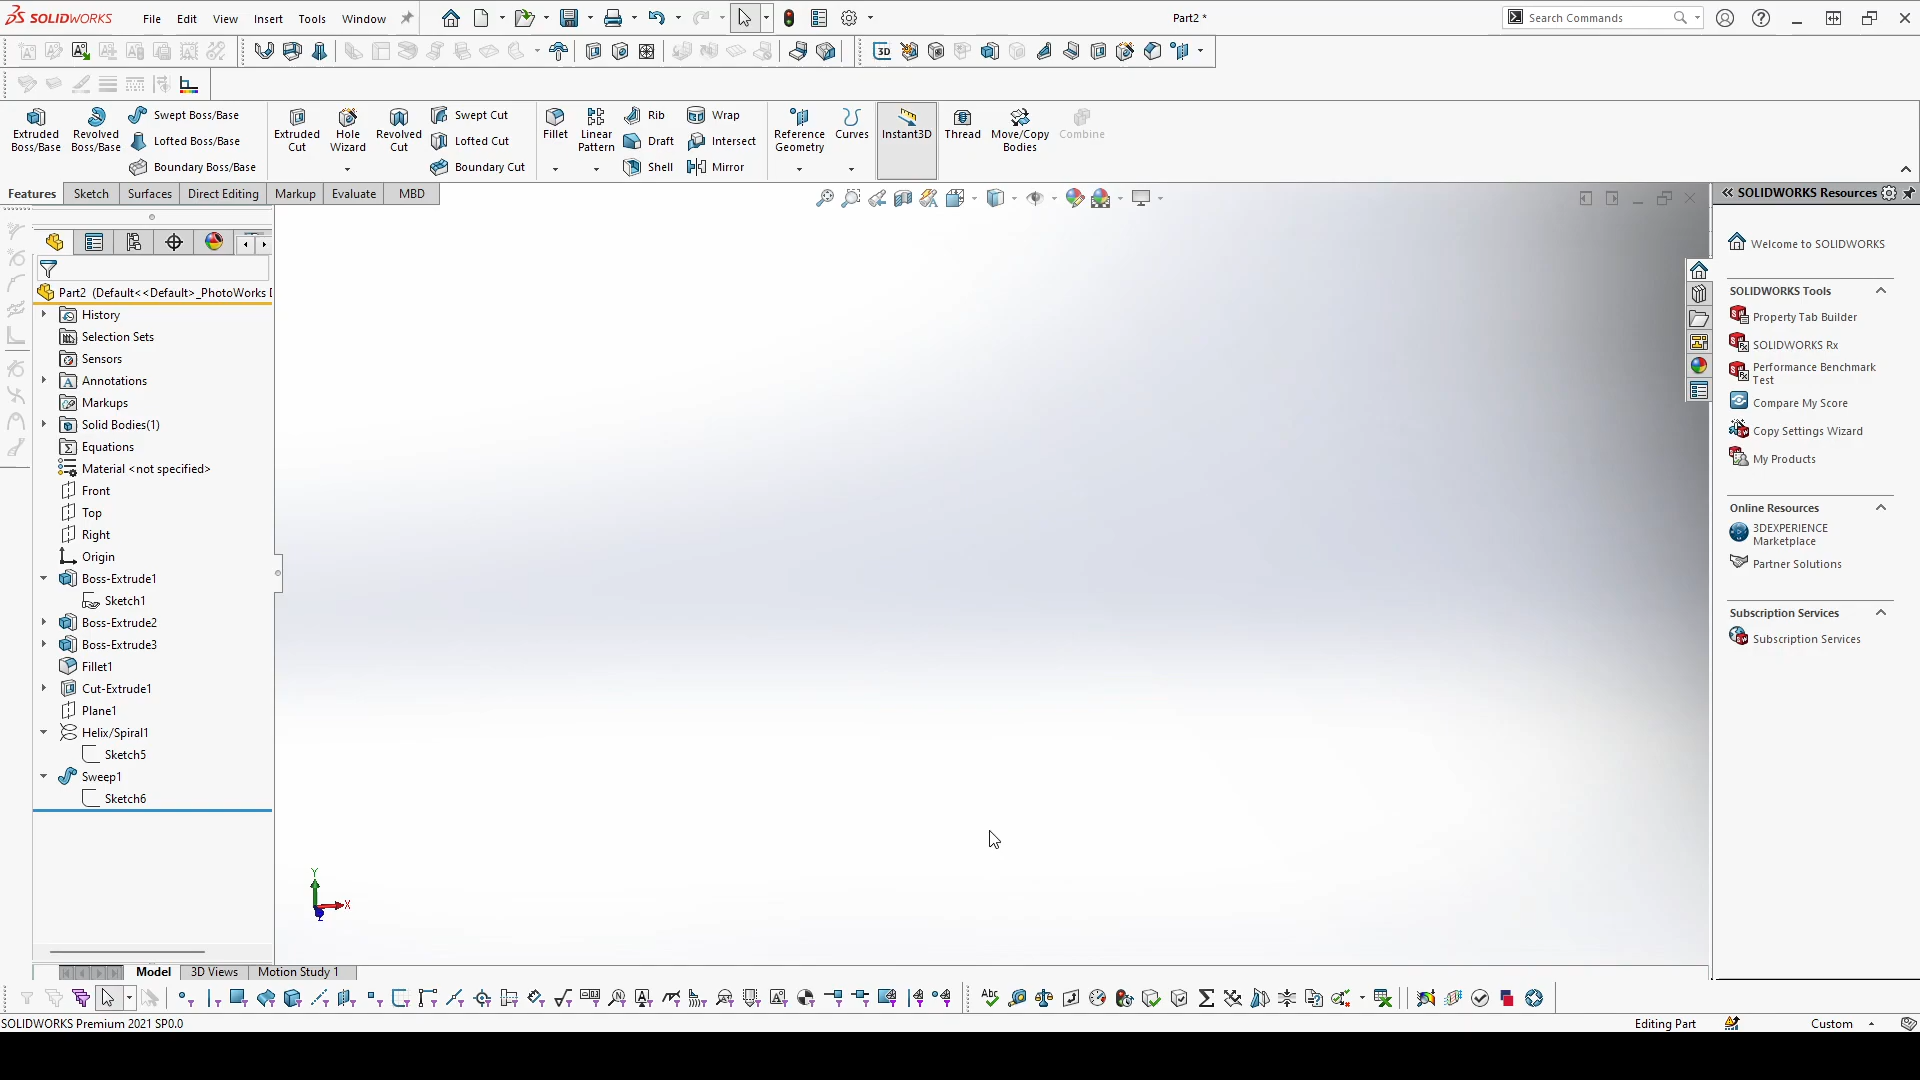 SOLIDWORKS
File
Edit
View
Insert
Tools
Window
Part2 *
Search Commands
3D
Extruded Boss/Base
Revolved Boss/Base
Swept Boss/Base
Lofted Boss/Base
Boundary Boss/Base
Extruded Cut
Hole Wizard
Revolved Cut
Swept Cut
Lofted Cut
Boundary Cut
Fillet
Linear Pattern
Rib
Draft
Shell
Wrap
Intersect
Mirror
Reference Geometry
Curves
Instant3D
Thread
Move/Copy Bodies
Combine
Features
Sketch
Surfaces
Direct Editing
Markup
Evaluate
MBD
Part2 (Default<<Default>_PhotoWorks
History
Selection Sets
Sensors
Annotations
Markups
Solid Bodies(1)
Equations
Material <not specified>
Front
Top
Right
Origin
Boss-Extrude1
Sketch1
Boss-Extrude2
Boss-Extrude3
Fillet1
Cut-Extrude1
Plane1
Helix/Spiral1
Sketch5
Sweep1
Sketch6
Y
X
Z
SOLIDWORKS Resources
Welcome to SOLIDWORKS
SOLIDWORKS Tools
Property Tab Builder
SOLIDWORKS Rx
Performance Benchmark
Test
Compare My Score
Copy Settings Wizard
My Products
Online Resources
3DEXPERIENCE
Marketplace
Partner Solutions
Subscription Services
Subscription Services
Model
3D Views
Motion Study 1
SOLIDWORKS Premium 2021 SP0.0
Editing Part
Custom